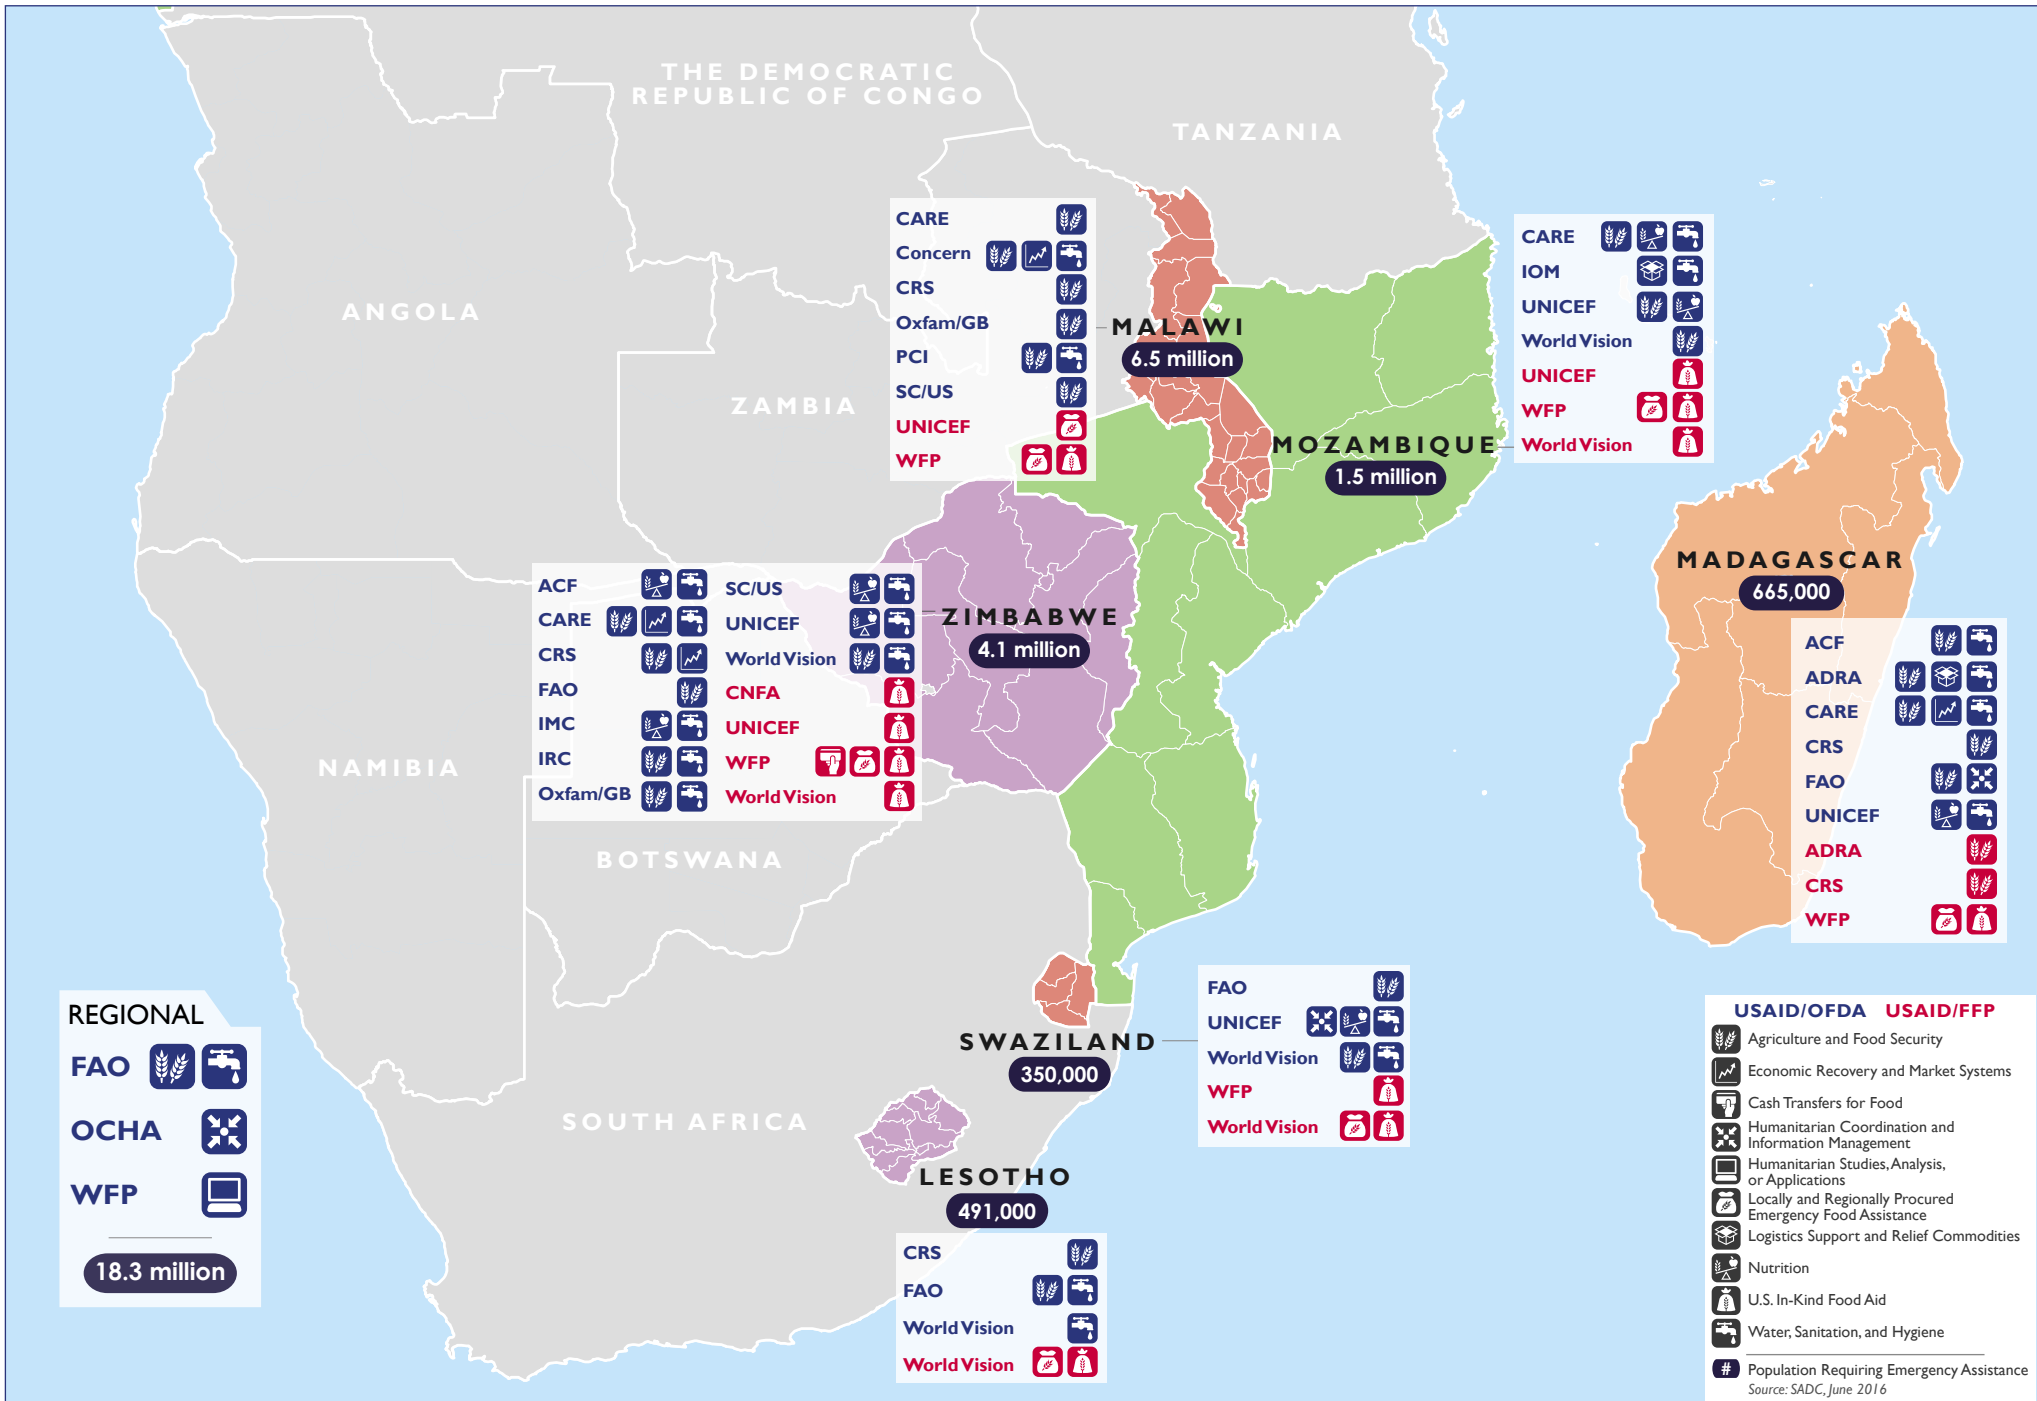 THE DEMOCRATIC
REPUBLIC OF CONGO
TANZANIA
ANGOLA
ZAMBIA
NAMIBIA
BOTSWANA
SOUTH AFRICA
CARE
Concern
CRS
Oxfam/GB
PCI
SC/US
UNICEF
WFP
MALAWI
6.5 million
CARE
IOM
UNICEF
World Vision
UNICEF
WFP
World Vision
MOZAMBIQUE
1.5 million
ACF
CARE
CRS
FAO
IMC
IRC
Oxfam/GB
SC/US
UNICEF
World Vision
CNFA
UNICEF
WFP
World Vision
ZIMBABWE
4.1 million
MADAGASCAR
665,000
ACF
ADRA
CARE
CRS
FAO
UNICEF
ADRA
CRS
WFP
SWAZILAND
350,000
FAO
UNICEF
World Vision
WFP
World Vision
LESOTHO
491,000
CRS
FAO
World Vision
World Vision
REGIONAL
FAO
OCHA
WFP
18.3 million
USAID/OFDA USAID/FFP
Agriculture and Food Security
Economic Recovery and Market Systems
Cash Transfers for Food
Humanitarian Coordination and
Information Management
Humanitarian Studies, Analysis,
or Applications
Locally and Regionally Procured
Emergency Food Assistance
Logistics Support and Relief Commodities
Nutrition
U.S. In-Kind Food Aid
Water, Sanitation, and Hygiene
# Population Requiring Emergency Assistance
Source: SADC, June 2016